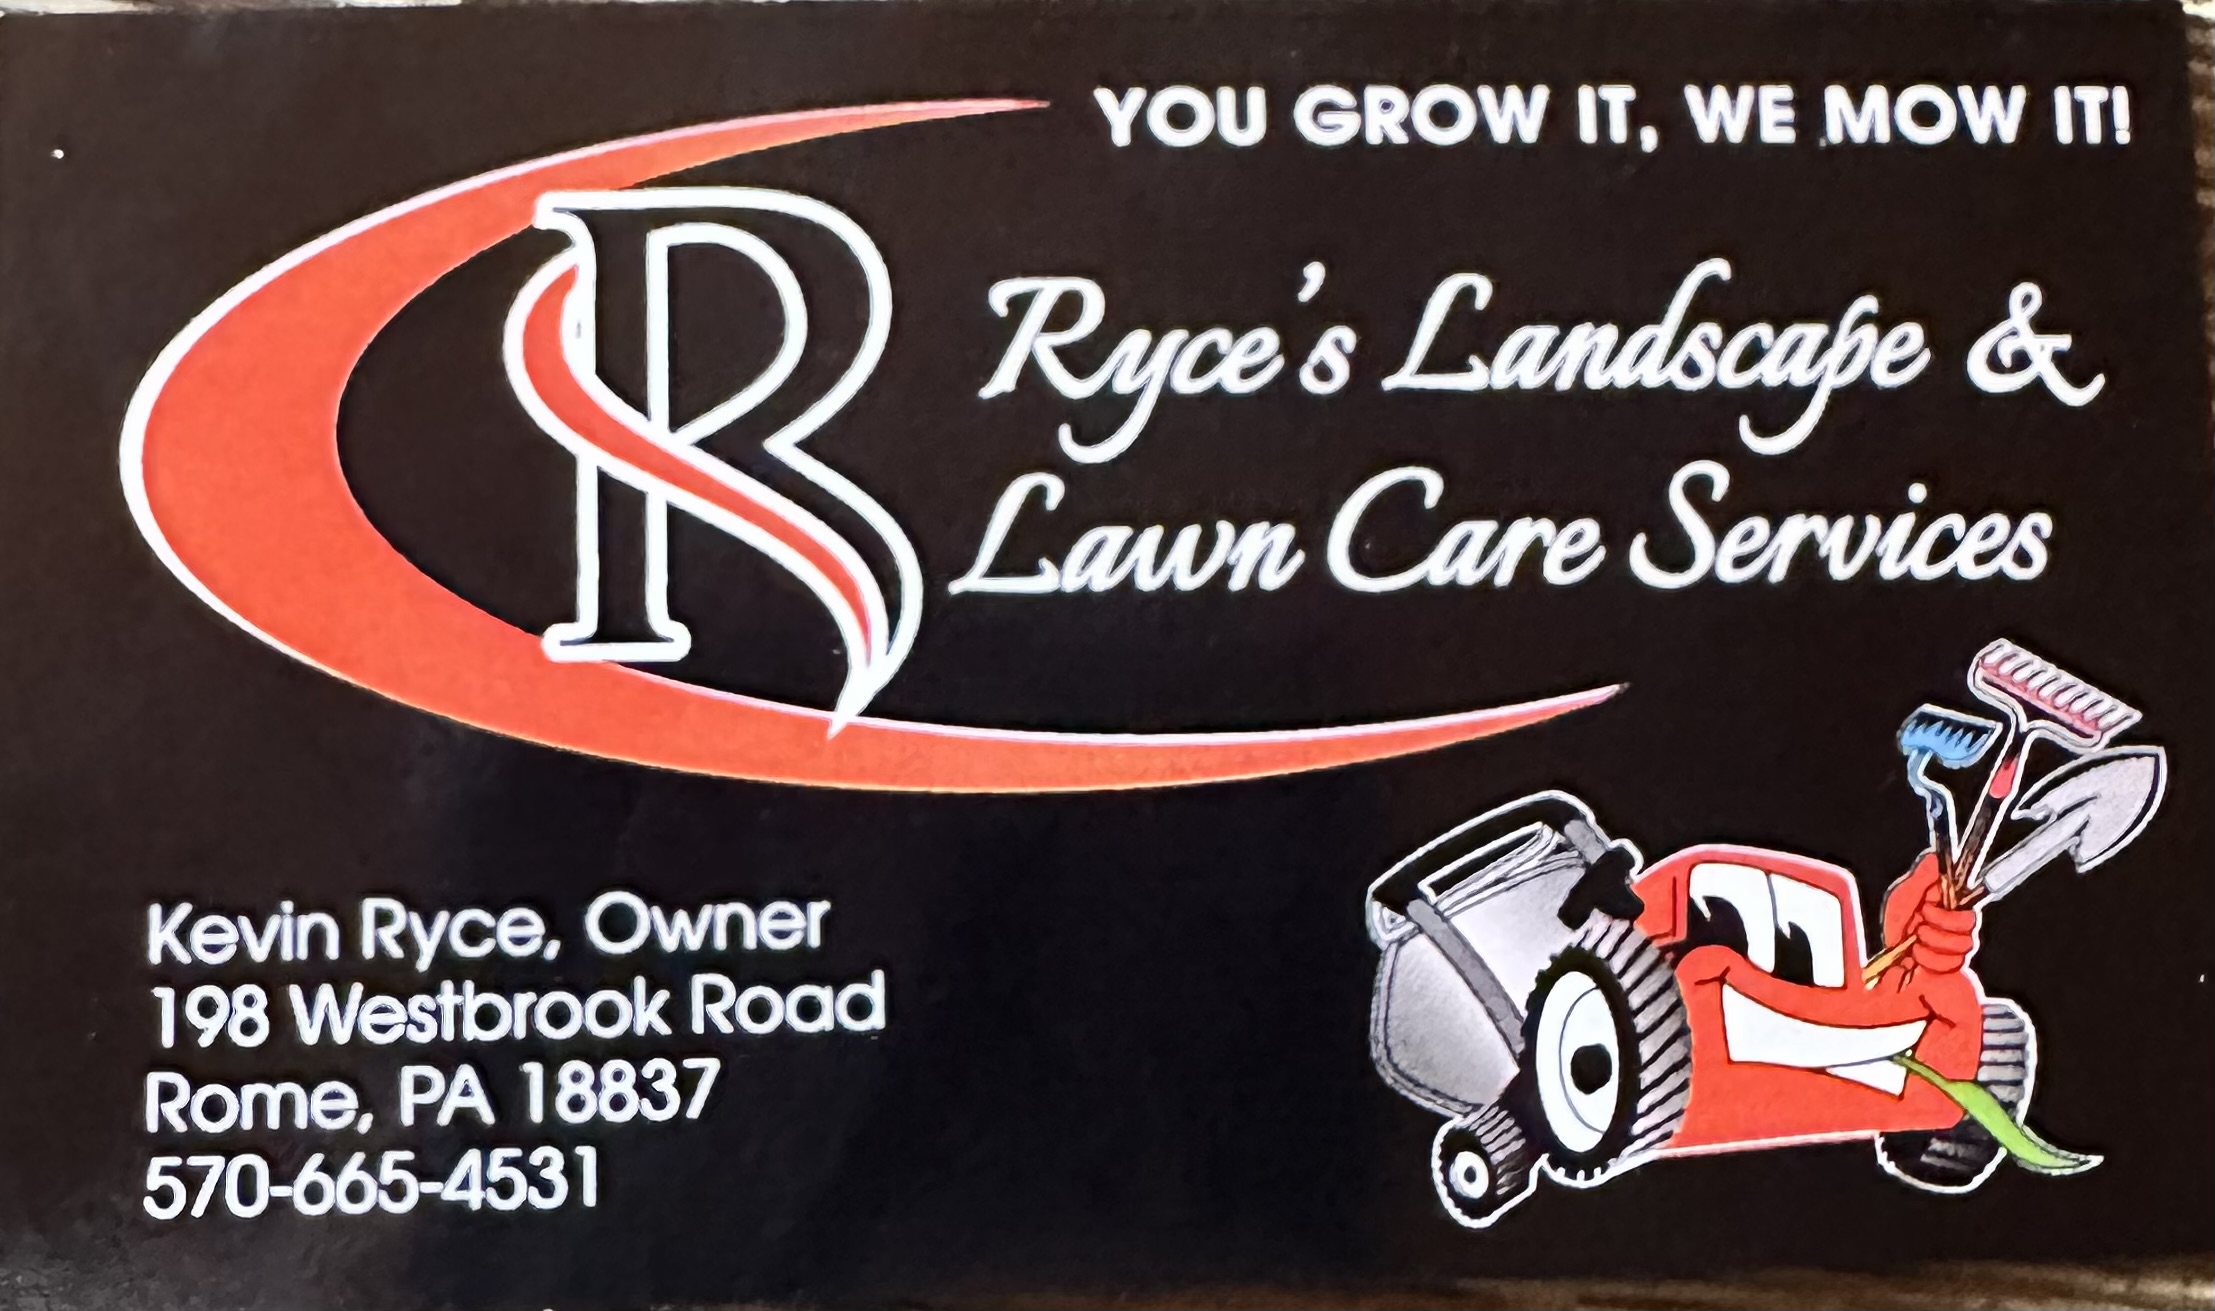 YOU GROW IT, WE MOW IT!
R
Ryce's Landscape &
Lawn Care Services
Kevin Ryce, Owner
198 Westbrook Road
Rome, PA 18837
570-665-4531